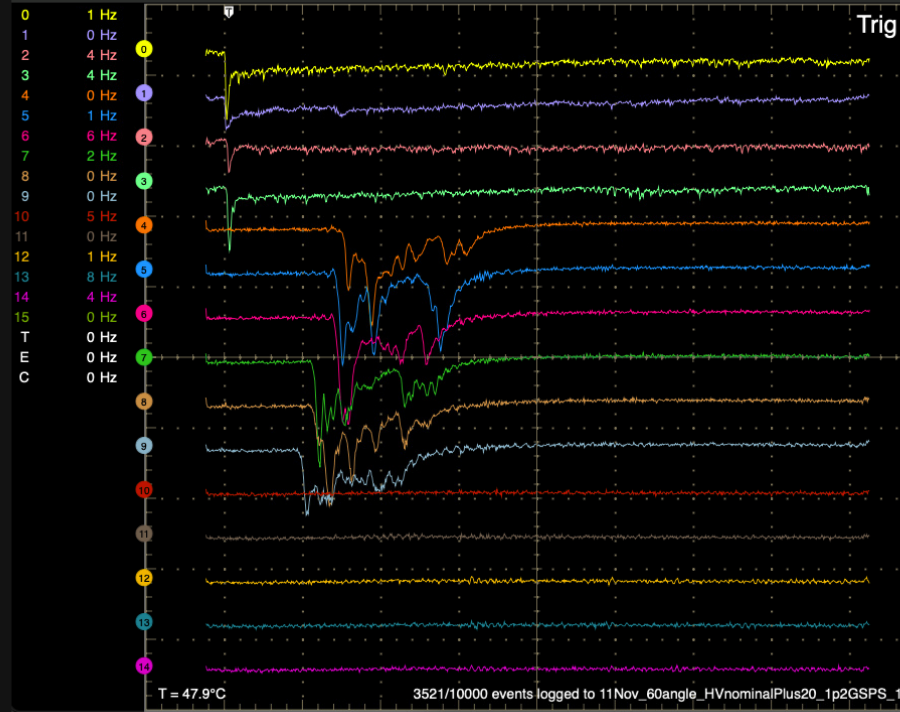 0 1 Hz
1 0 Hz
2 4 Hz
3 4 Hz
4 0 Hz
5 1 Hz
6 6 Hz
7 2 Hz
8 0 Hz
9 0 Hz
10 5 Hz
11 0 Hz
12 1 Hz
13 8 Hz
14 4 Hz
15 0 Hz
T 0 Hz
E 0 Hz
C 0 Hz
T
Trig
0
1
2
3
4
5
6
7
8
9
10
11
12
13
14
T = 47.9°C 3521/10000 events logged to 11Nov_60angle_HVnominalPlus20_1p2GSPS_1